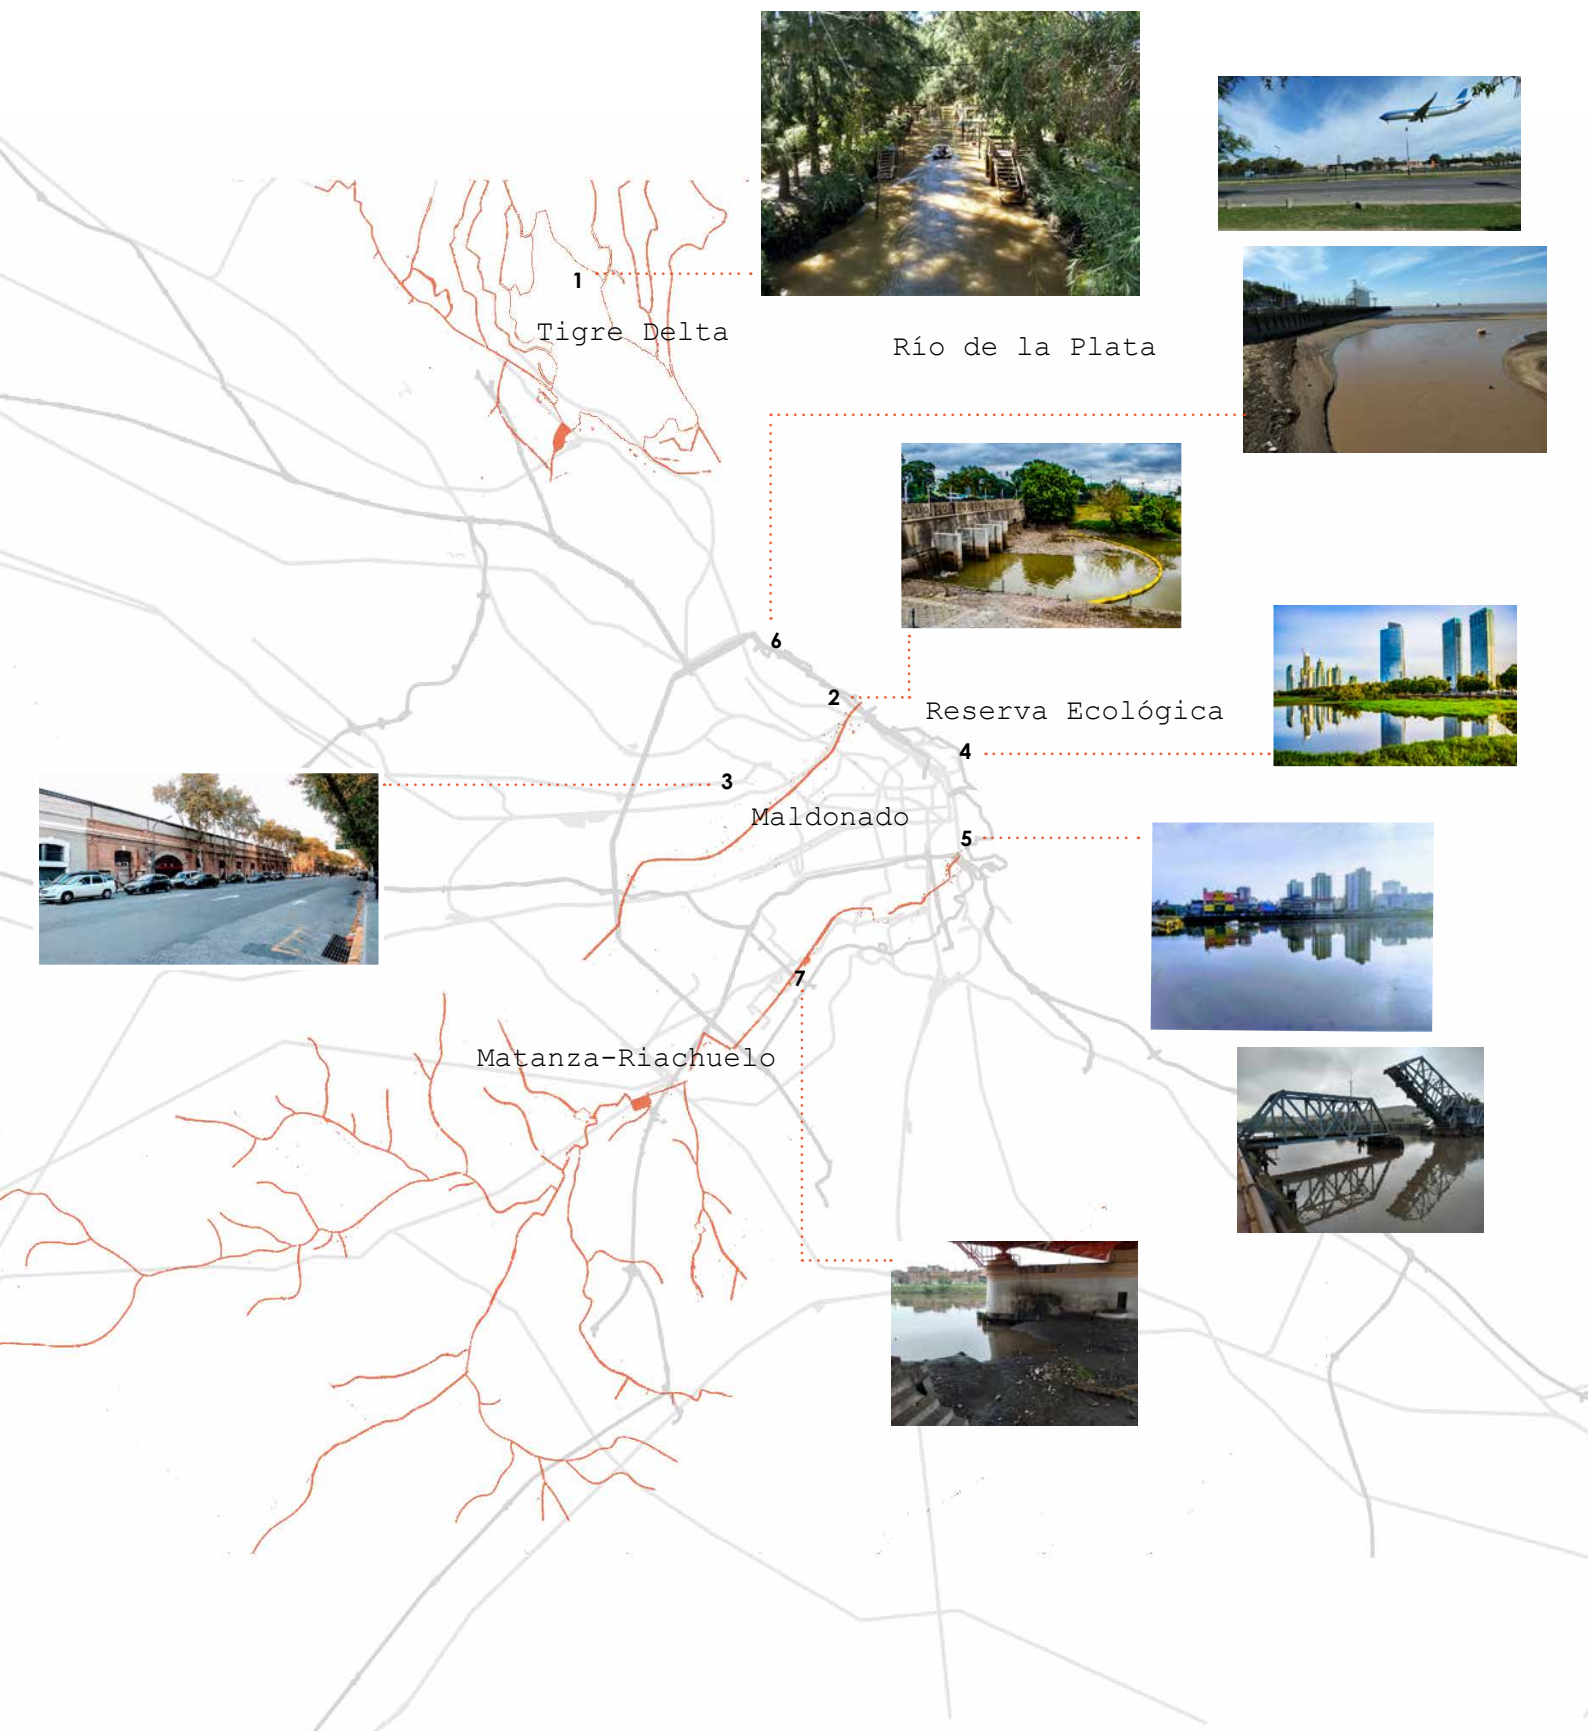 1
Tigre Delta
Río de la Plata
6
2
Reserva Ecológica
4
3
Maldonado
5
7
Matanza-Riachuelo